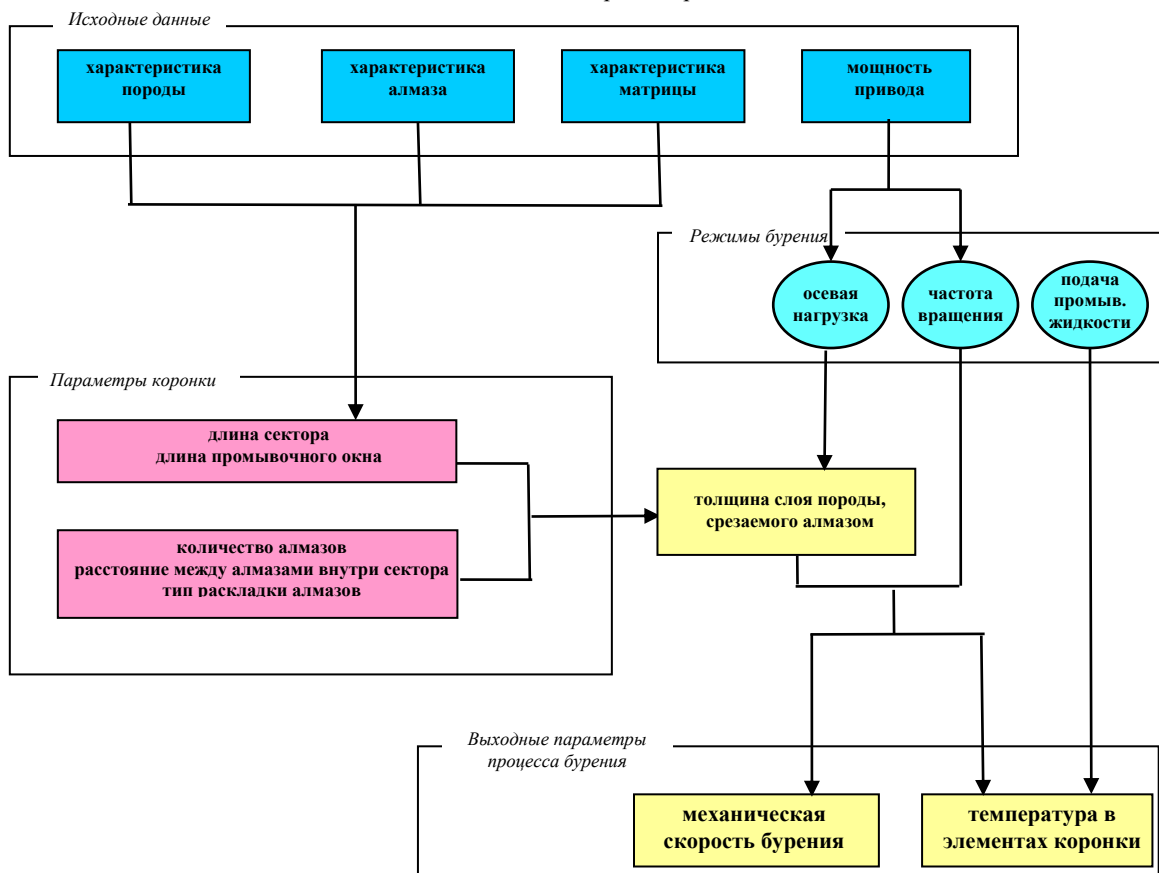 Исходные данные
характеристика
породы
характеристика
алмаза
характеристика
матрицы
мощность
привода
Режимы бурения
осевая
нагрузка
частота
вращения
подача
промыв.
жидкости
Параметры коронки
длина сектора
длина промывочного окна
количество алмазов
расстояние между алмазами внутри сектора
тип раскладки алмазов
толщина слоя породы,
срезаемого алмазом
Выходные параметры
процесса бурения
механическая
скорость бурения
температура в
элементах коронки